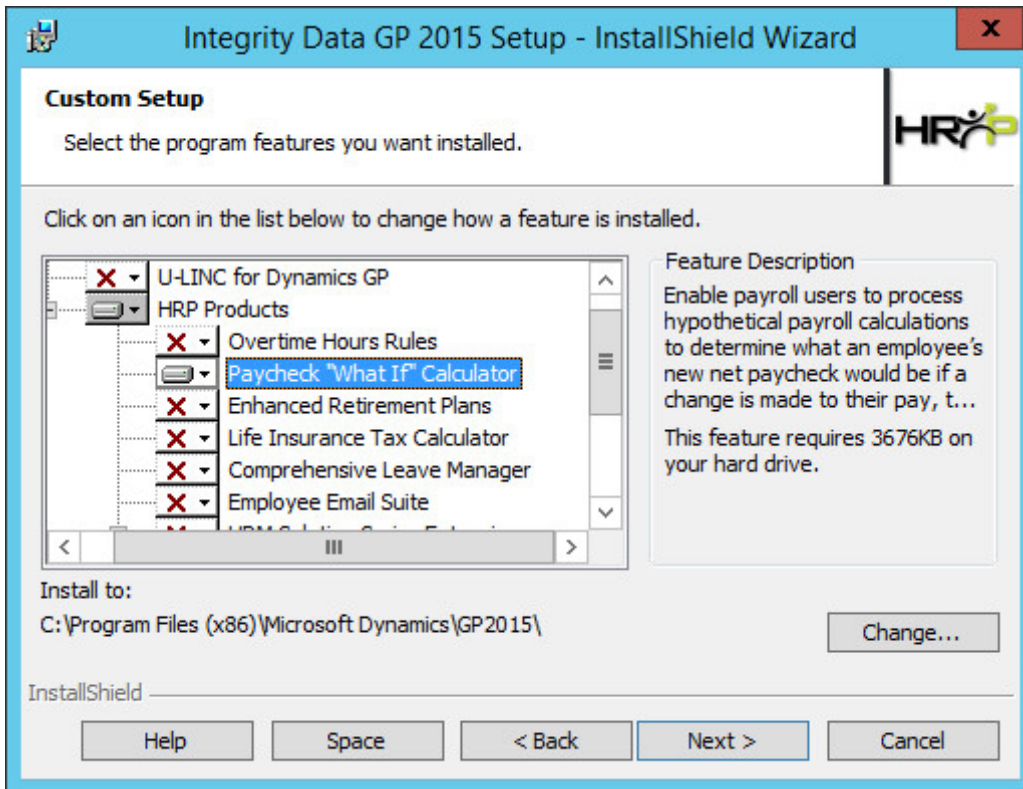 Integrity Data GP 2015 Setup - InstallShield Wizard
x
Custom Setup
Select the program features you want installed.
HRP
Click on an icon in the list below to change how a feature is installed.
U-LINC for Dynamics GP
HRP Products
Overtime Hours Rules
Paycheck "What If" Calculator
Enhanced Retirement Plans
Life Insurance Tax Calculator
Comprehensive Leave Manager
Employee Email Suite
Feature Description
Enable payroll users to process
hypothetical payroll calculations
to determine what an employee's
new net paycheck would be if a
change is made to their pay, t...
This feature requires 3676KB on
your hard drive.
Install to:
C:\Program Files (x86)\Microsoft Dynamics\GP2015\
Change...
InstallShield
Help
Space
< Back
Next >
Cancel